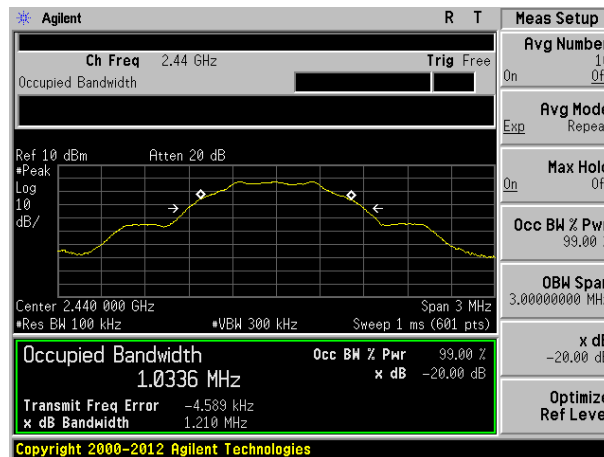 Agilent R T Meas Setup
Avg Number
Ch Freq 2.44 GHz Trig Free
On
Occupied Bandwidth
Avg Mode
Exp
Ref 10 dBm Atten 20 dB
#Peak
Max Hold
Log
On
10
dB/
Occ BW % Pwr
99.00
OBW Span
3.00000000 MHz
Center 2.440 000 GHz Span 3 MHz
#Res BW 100 kHz #VBW 300 kHz Sweep 1 ms (601 pts)
Occupied Bandwidth Occ BW % Pwr 99.00 %
x dB
1.0336 MHz x dB -20.00 dB
-20.00 dB
Transmit Freq Error -4.589 kHz
x dB Bandwidth 1.210 MHz
Optimize
Ref Level
Copyright 2000-2012 Agilent Technologies